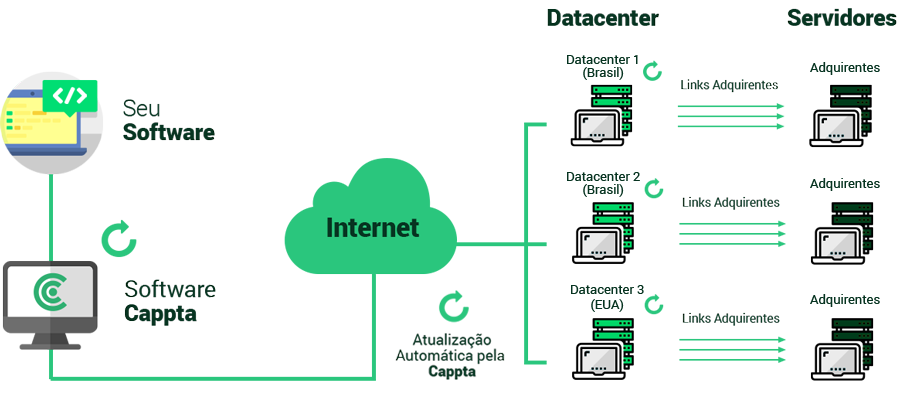 Datacenter
Servidores
</>
Seu
Software
Software
Cappta
Internet
Atualização
Automática pela
Cappta
Datacenter 1
(Brasil)
Links Adquirentes
Adquirentes
Datacenter 2
(Brasil)
Links Adquirentes
Adquirentes
Datacenter 3
(EUA)
Links Adquirentes
Adquirentes